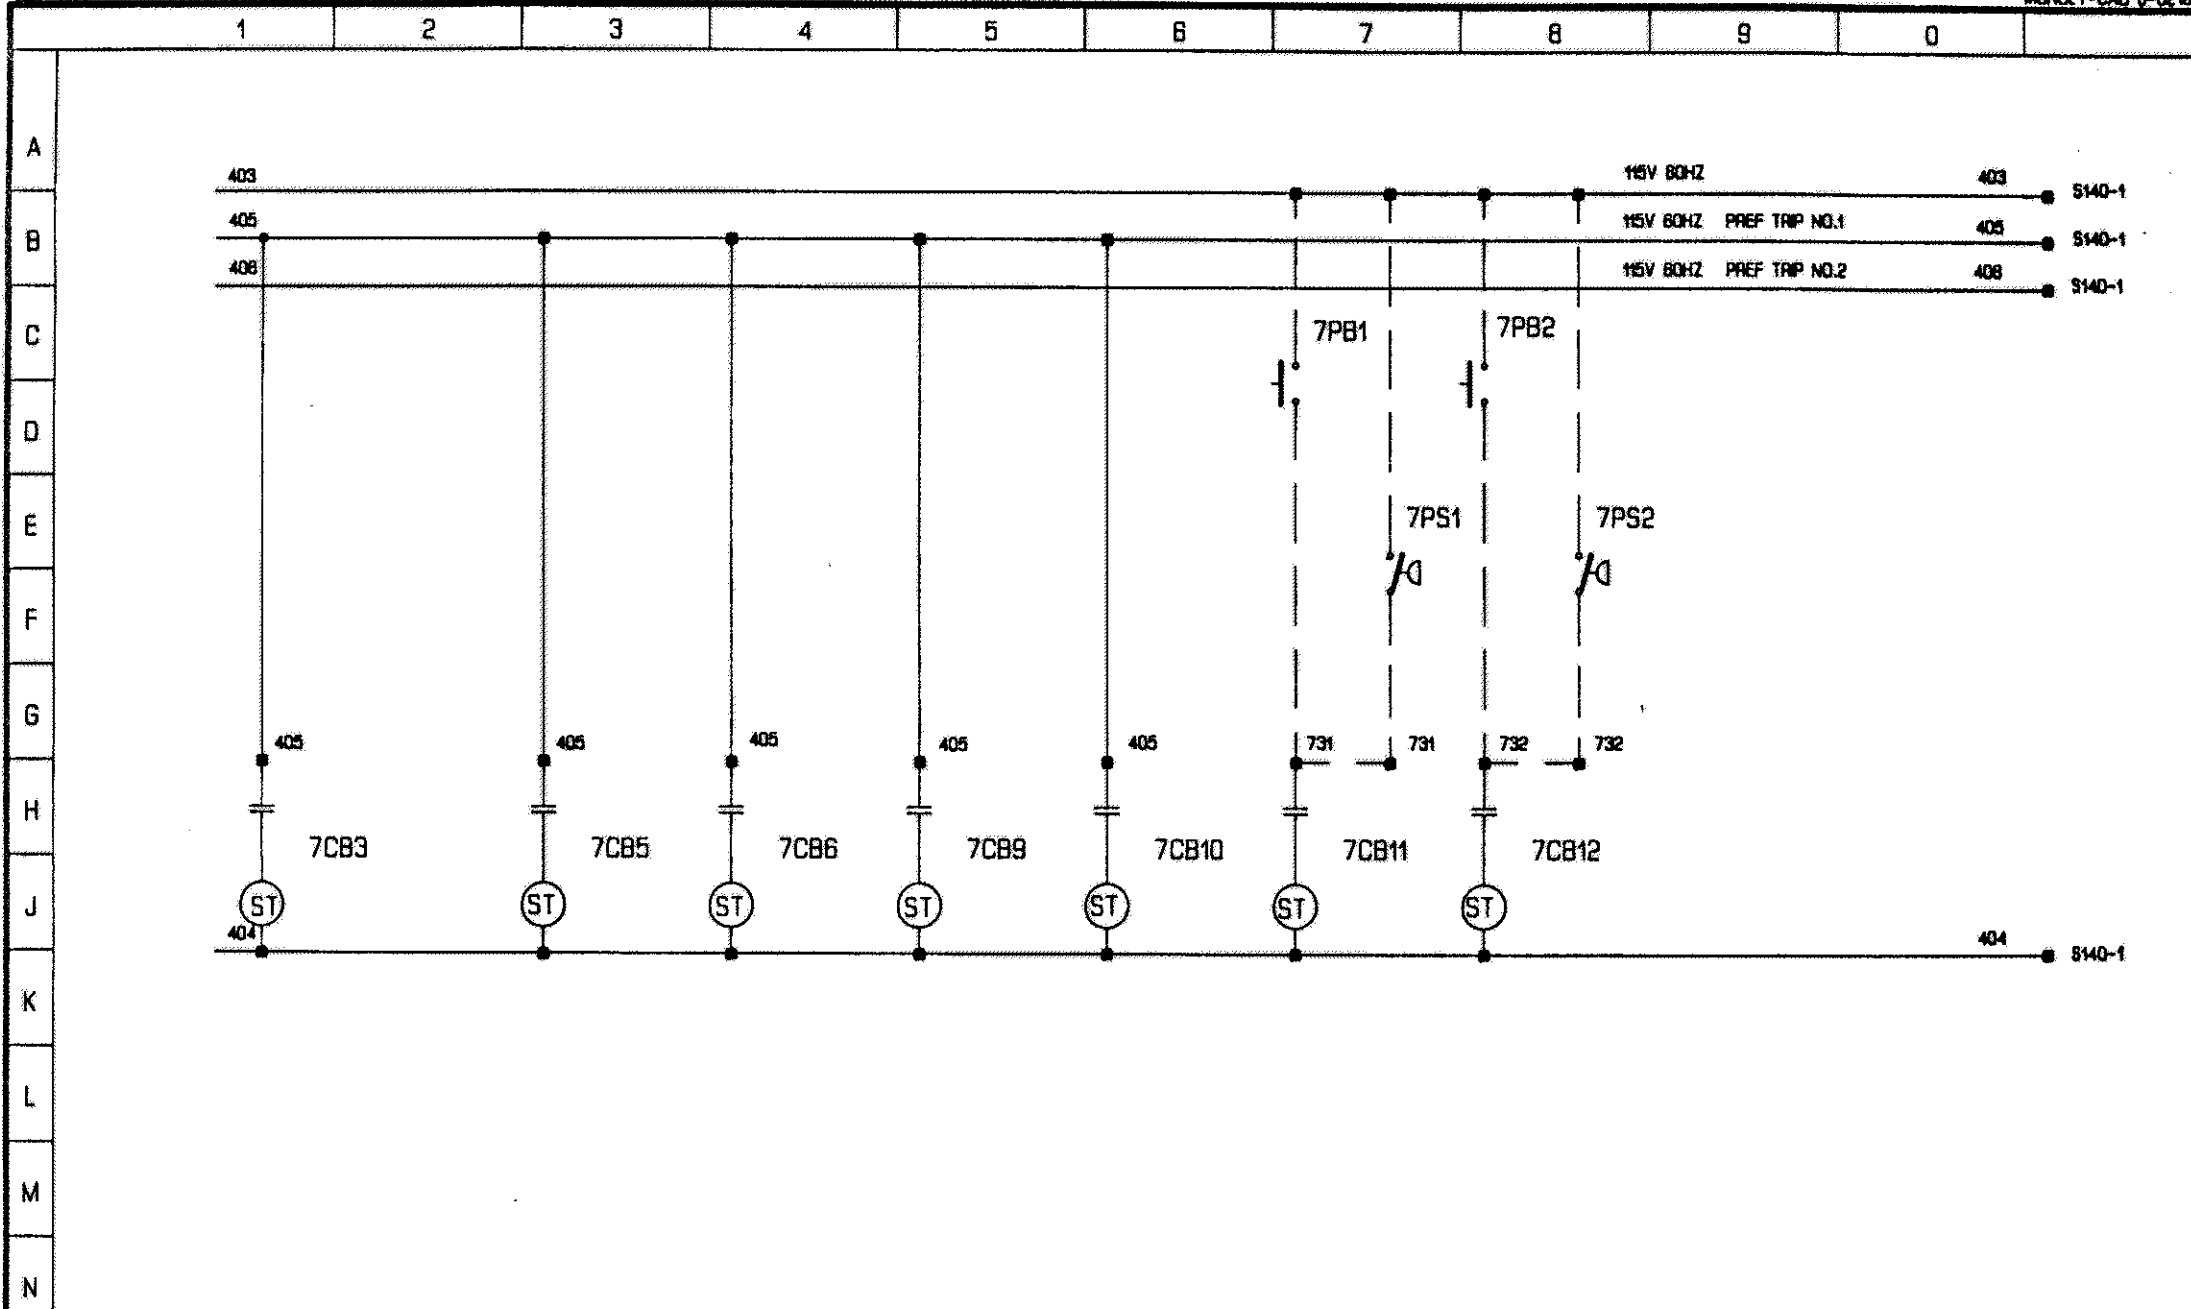 1 2 3 4 5 6 7 8 9 0
A
403 115V 60HZ 403 S140-1
B
405 115V 60HZ PREF TRIP NO.1 405 S140-1
406 115V 60HZ PREF TRIP NO.2 406 S140-1
C
7PB1 7PB2
D
E
7PS1 7PS2
F
G
405 405 405 405 405 731 731 732 732
H
7CB3 7CB5 7CB6 7CB9 7CB10 7CB11 7CB12
J
ST ST ST ST ST ST ST
404 404 S140-1
K
L
M
N